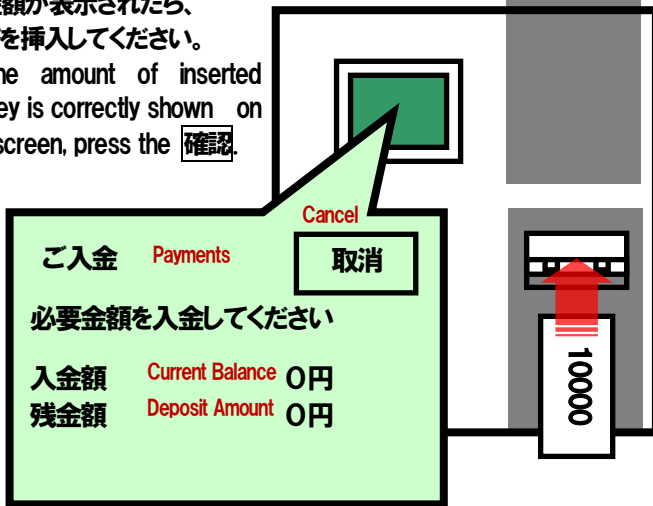 額が表示されたら、
を挿入してください。
amount of inserted
is correctly shown on
screen, press the 確認.
Cancel
ご入金 Payments 取消
必要金額を入金してください
入金額 Current Balance 0円
残金額 Deposit Amount 0円
10000